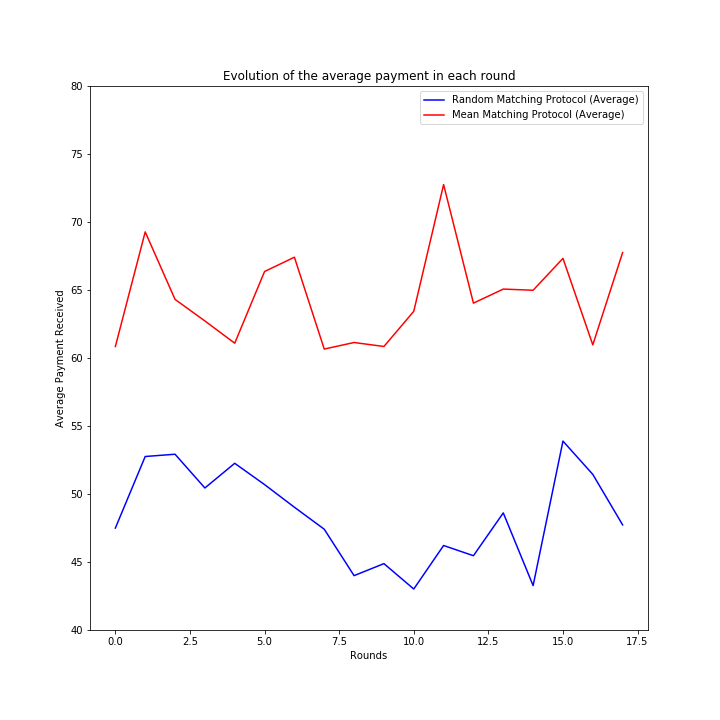 Evolution of the average payment in each round
Random Matching Protocol (Average)
Mean Matching Protocol (Average)
80
75
70
65
60
55
50
45
40
Average Payment Received
0.0 2.5 5.0 7.5 10.0 12.5 15.0 17.5
Rounds